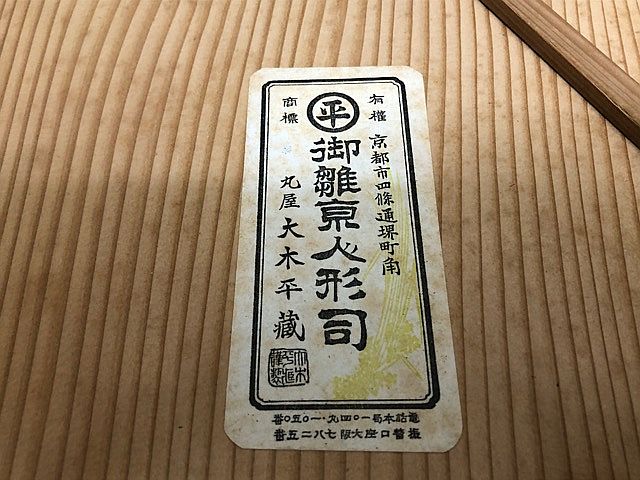 有權
平
商標
京都市四條通堺町角
御雛京人形司
丸屋大木平藏
電話本局一〇四九・一〇五〇番
振替口座大阪七八二五番